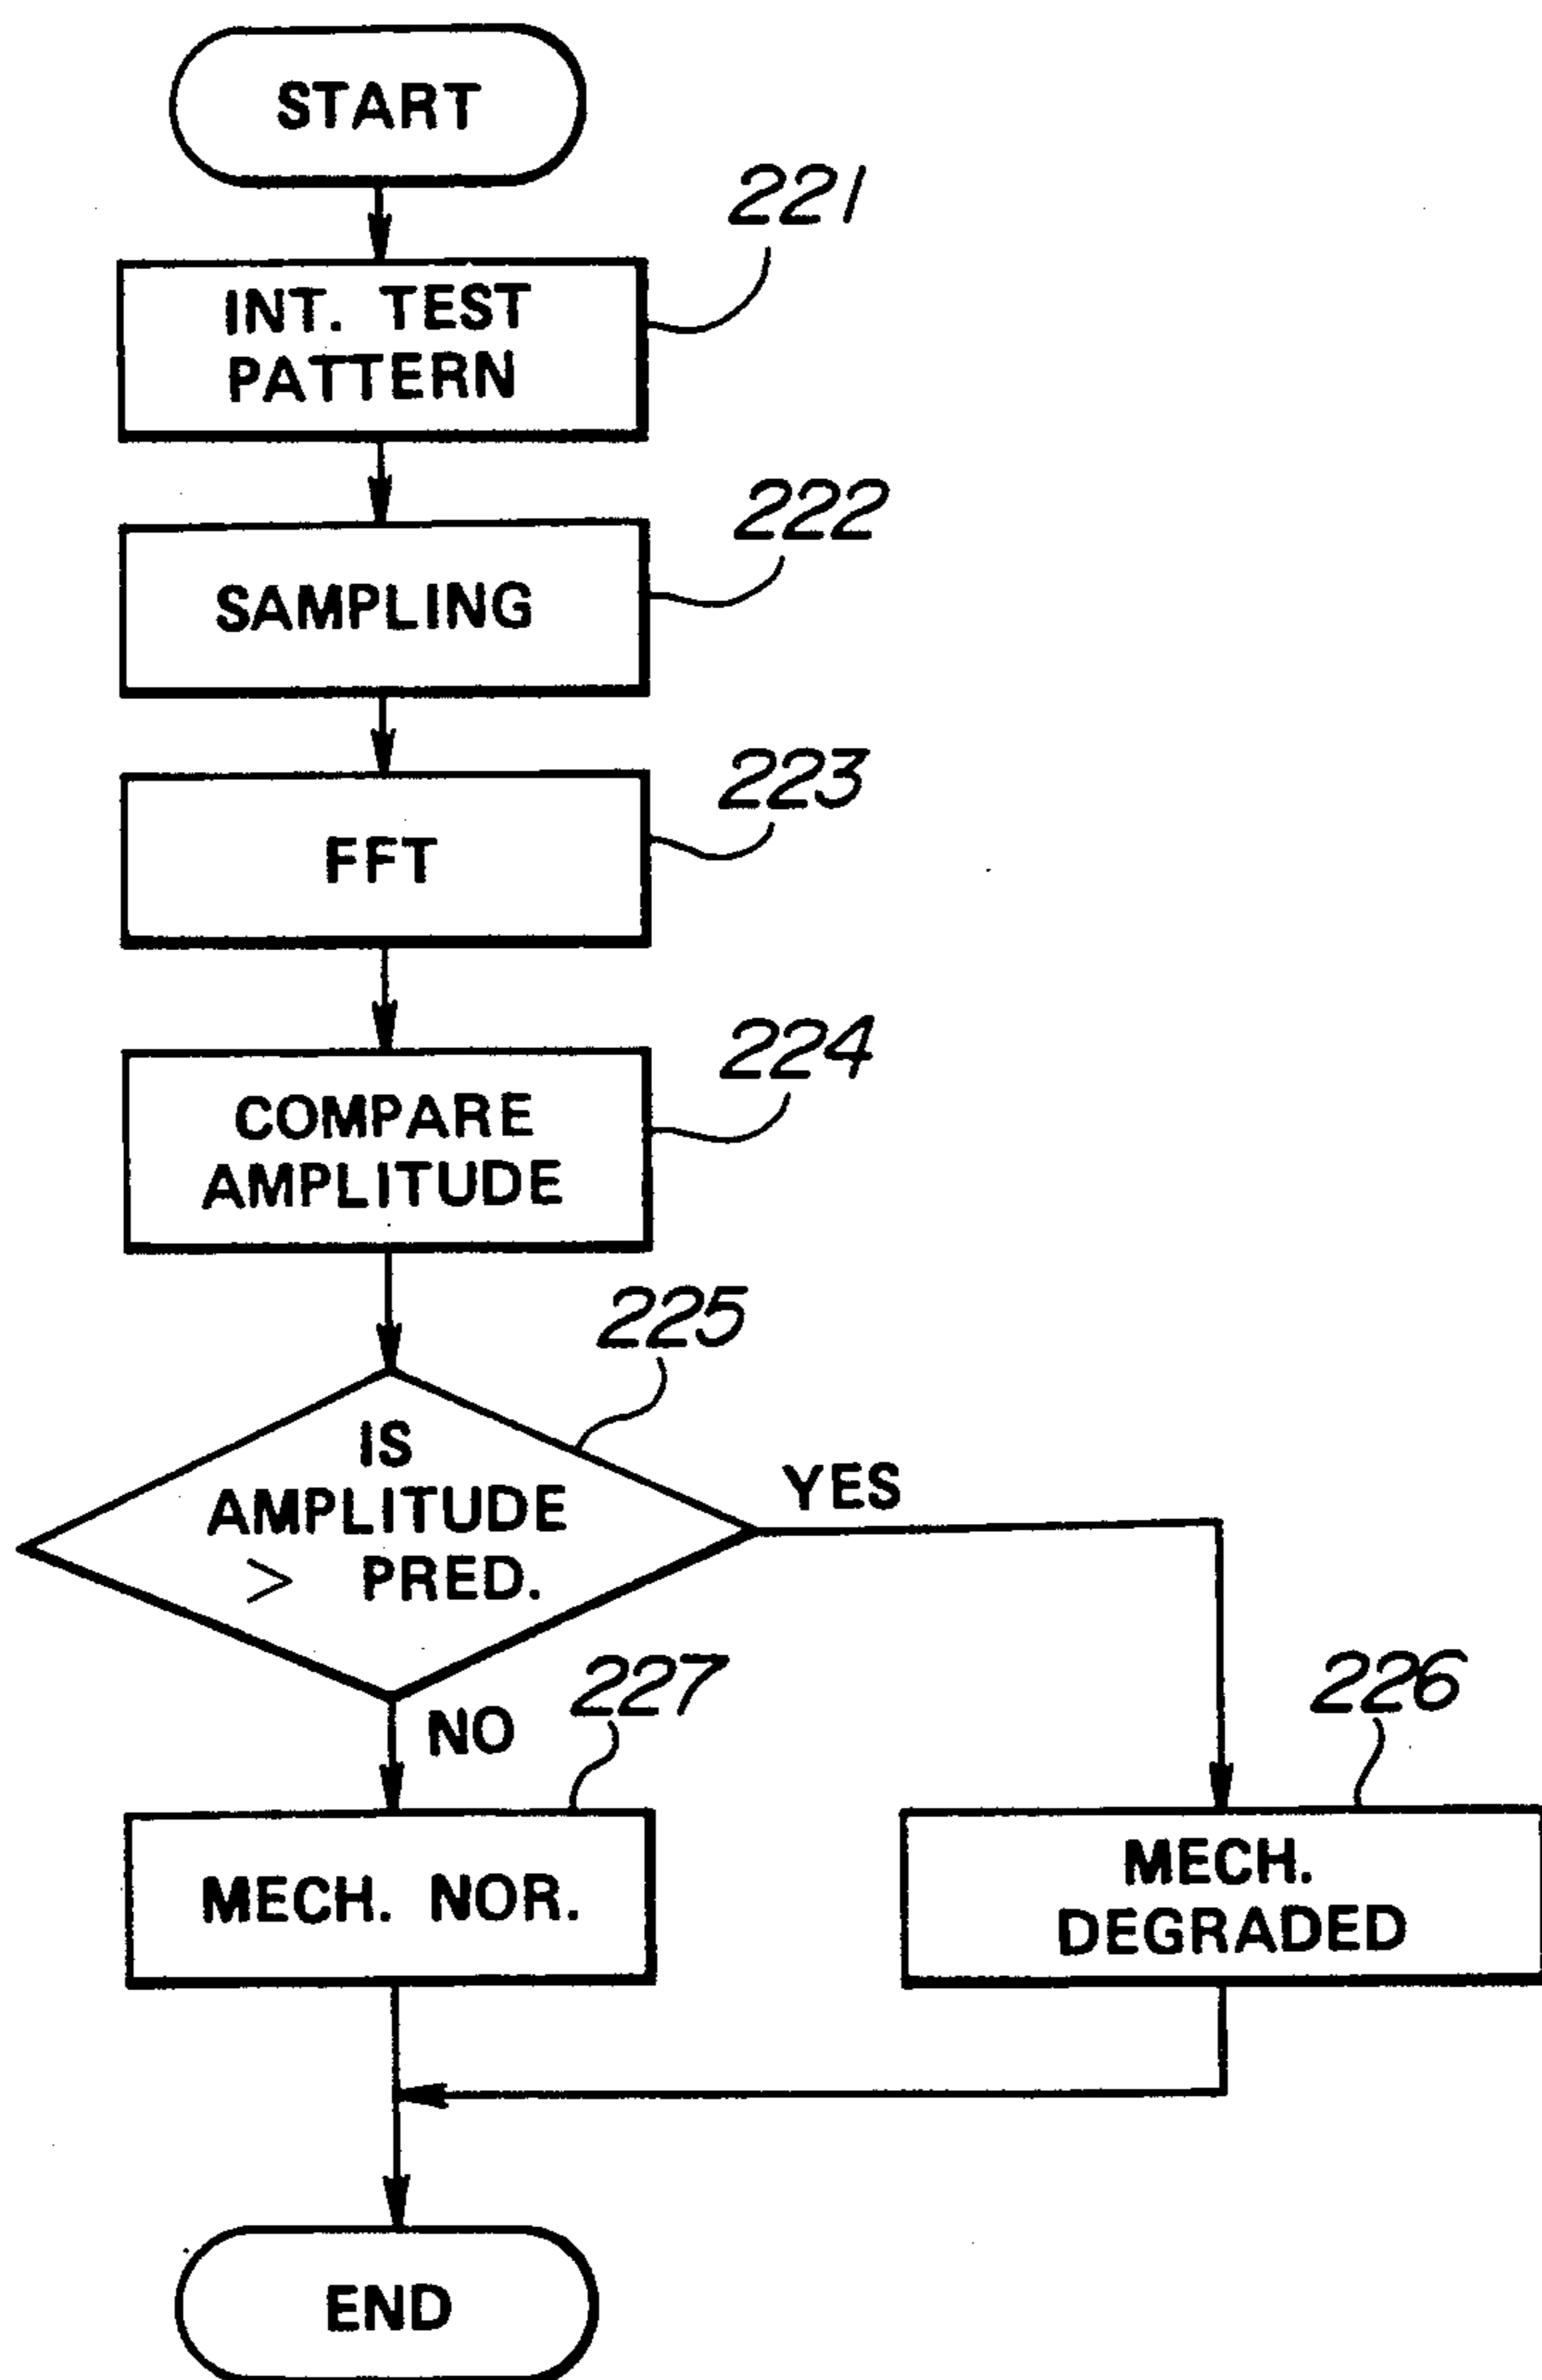 START
221
INT. TEST
PATTERN
222
SAMPLING
223
FFT
224
COMPARE
AMPLITUDE
225
IS
AMPLITUDE
> PRED.
YES
NO
227
226
MECH. NOR.
MECH.
DEGRADED
END